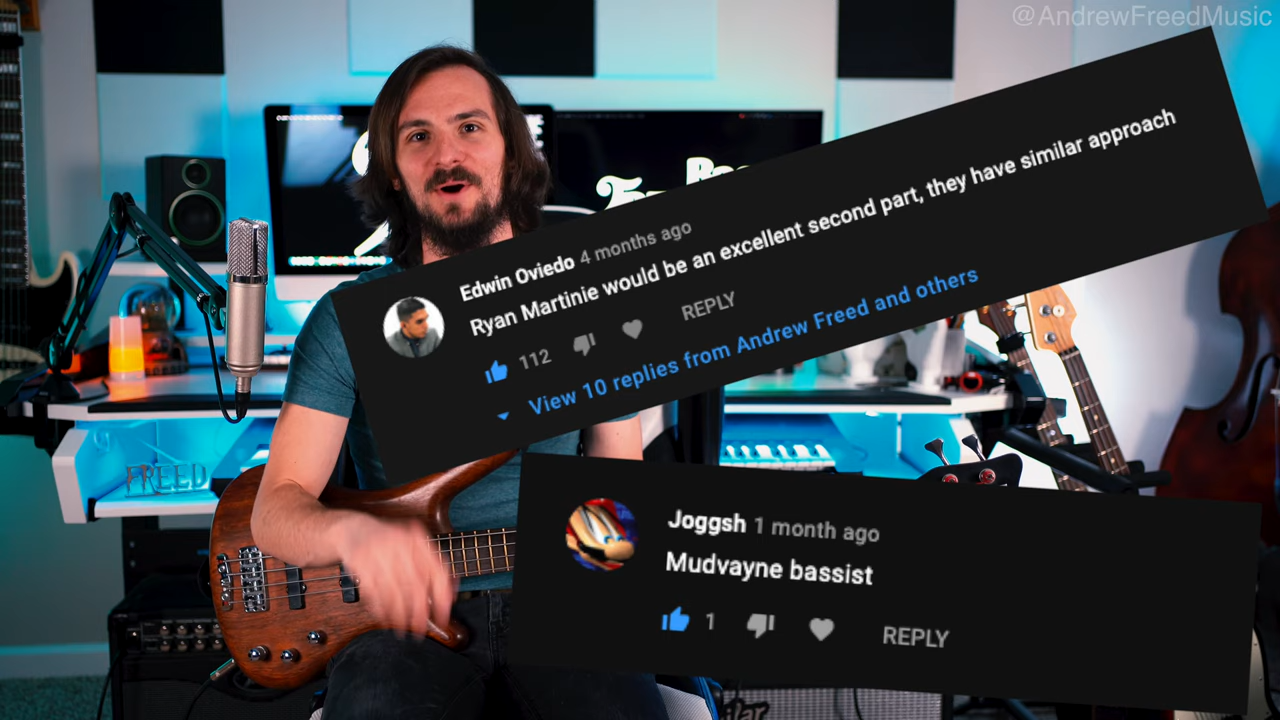 @AndrewFreedMusic
Edwin Oviedo 4 months ago
Ryan Martinie would be an excellent second part, they have similar approach
112 REPLY
View 10 replies from Andrew Freed and others
FREED
Joggsh 1 month ago
Mudvayne bassist
1 REPLY